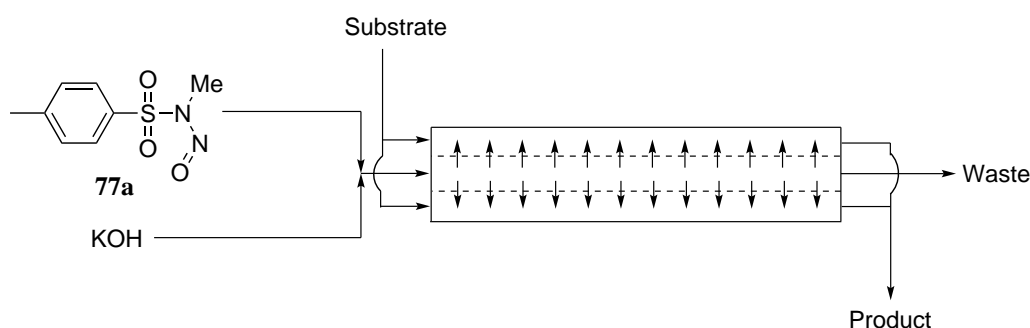 Substrate
O
Me
S
N
N
O
O
77a
KOH
Waste
Product